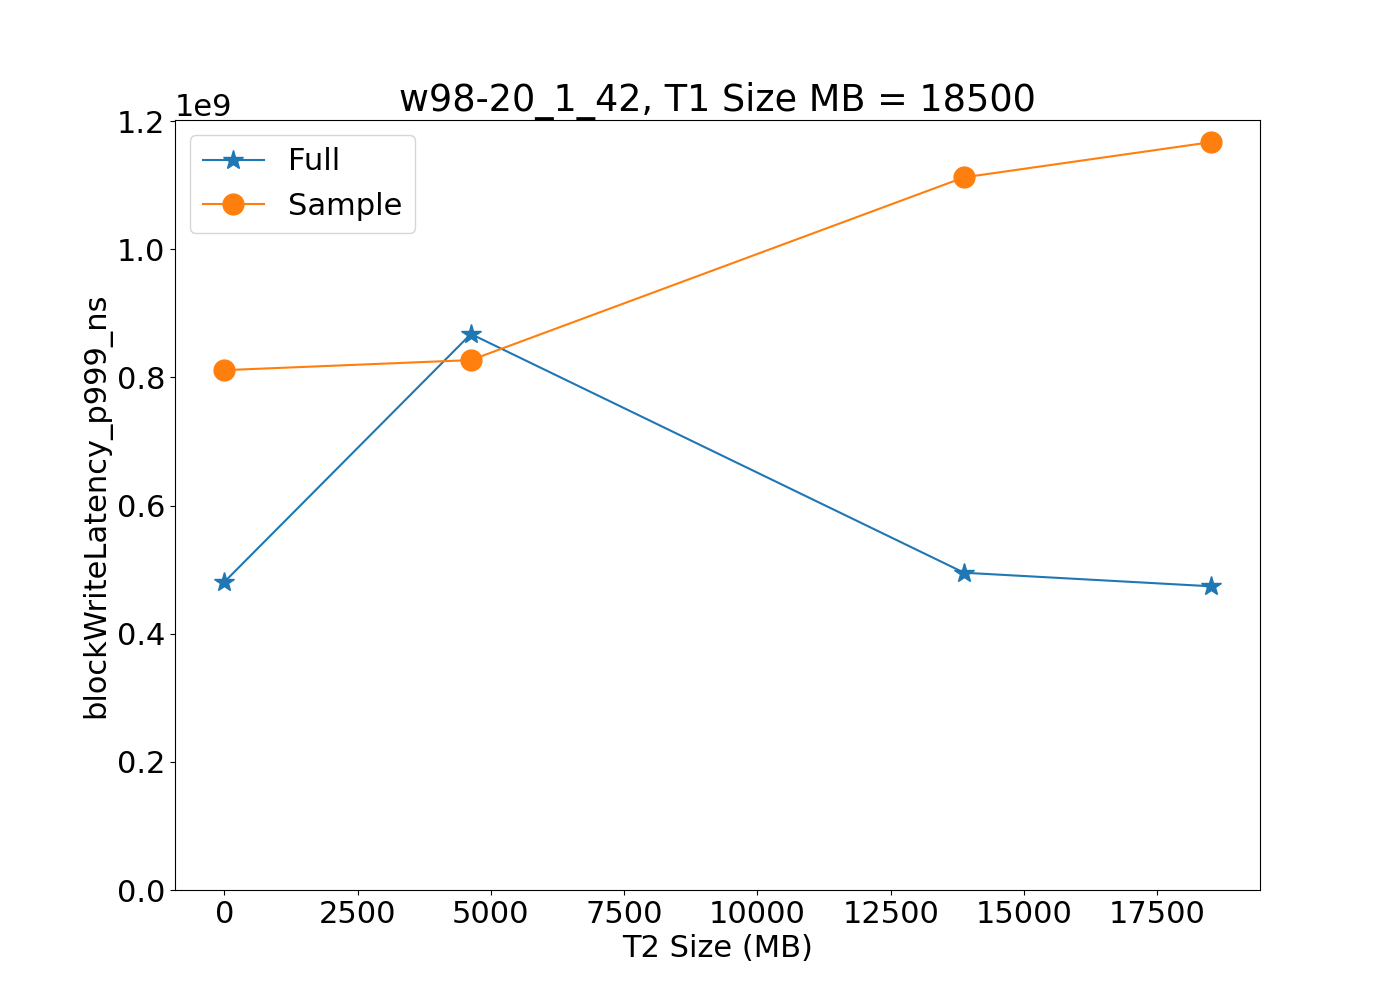 w98-20_1_42, T1 Size MB = 18500
1e9
Full
Sample
1.2
1.0
0.8
0.6
0.4
0.2
0.0
blockWriteLatency_p999_ns
0 2500 5000 7500 10000 12500 15000 17500
T2 Size (MB)